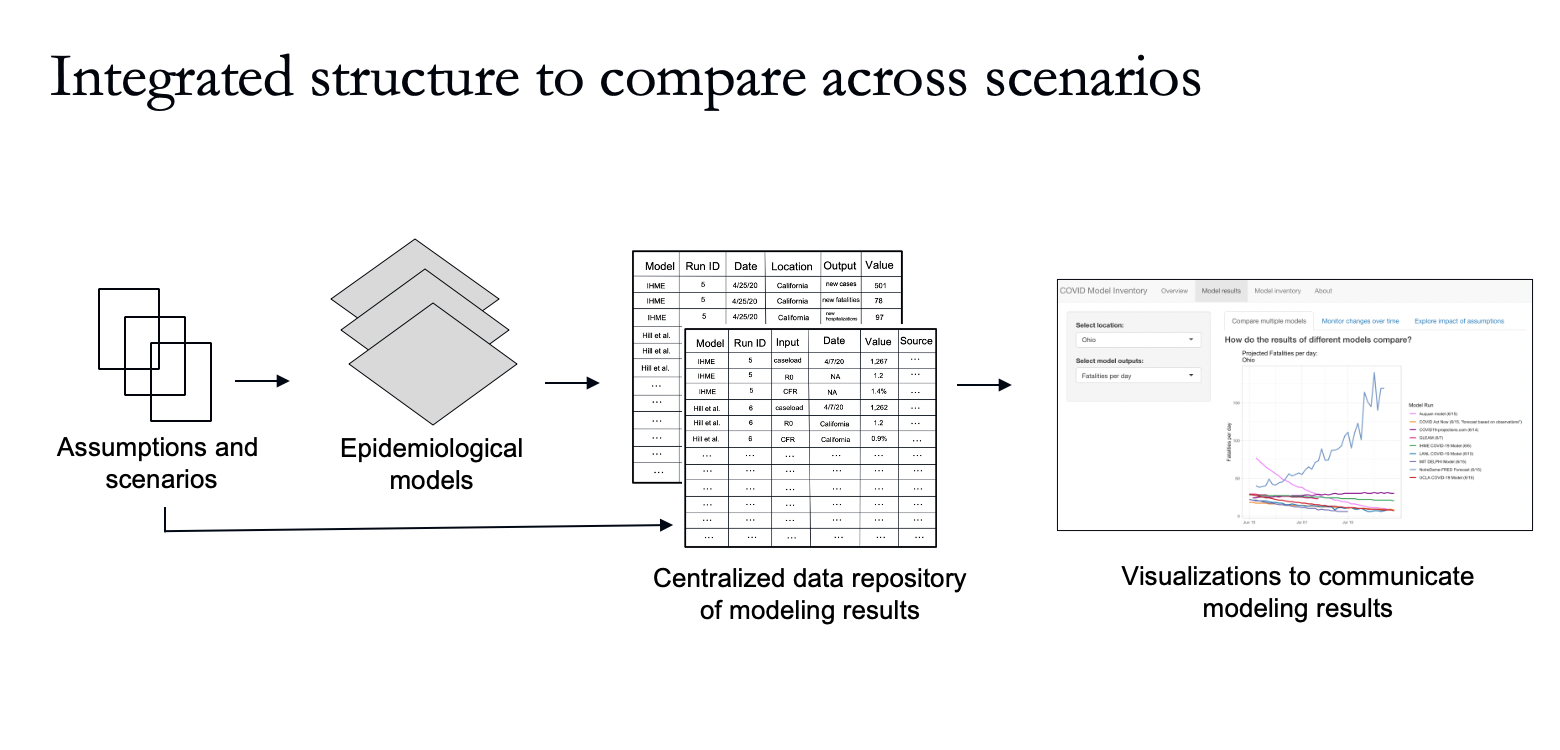 Integrated structure to compare across scenarios
Assumptions and
scenarios
Epidemiological
models
Model Run ID Date Location Output Value
IHME 5 4/25/20 California new cases 501
IHME 5 4/25/20 California new fatalities 78
IHME 5 4/25/20 California new hospitalizations 97
Hill et al.
Hill et al.
Hill et al.
...
...
...
...
...
...
Model Run ID Input Date Value Source
IHME 5 caseload 4/7/20 1,267 ...
IHME 5 R0 NA 1.2 ...
IHME 5 CFR NA 1.4% ...
Hill et al. 6 caseload 4/7/20 1,262 ...
Hill et al. 6 R0 California 1.2 ...
Hill et al. 6 CFR California 0.9% ...
... ... ... ... ... ...
... ... ... ... ... ...
... ... ... ... ... ...
... ... ... ... ... ...
... ... ... ... ... ...
... ... ... ... ... ...
Centralized data repository
of modeling results
COVID Model Inventory Overview Model results Model inventory About
Select location:
Ohio
Select model outputs:
Fatalities per day
Compare multiple models Monitor changes over time Explore impact of assumptions
How do the results of different models compare?
Projected Fatalities per day:
Ohio
Fatalities per day
150
100
50
0
Jun 15 Jul 01 Jul 15
Model Run
COVID Act Now (6/15, "forecast based on observations")
COVID19-projections.com (6/14)
GLEAM (6/7)
IHME COVID-19 Model (6/6)
LANL COVID-19 Model (6/13)
MIT DELPHI Model (6/15)
UCLA COVID-19 Model (6/15)
Visualizations to communicate
modeling results